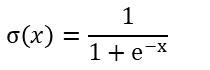 σ(x) = 1 / (1 + e⁻ˣ)